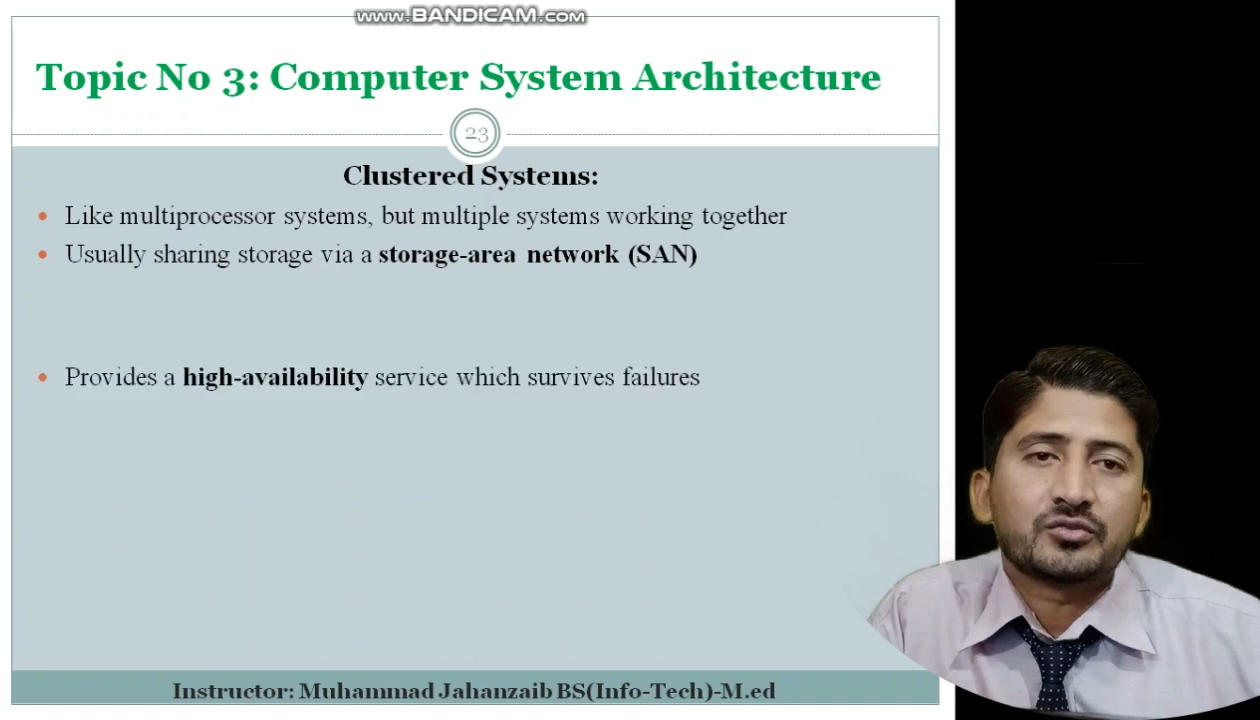 www.BANDICAM.com
Topic No 3: Computer System Architecture
23
Clustered Systems:
• Like multiprocessor systems, but multiple systems working together
• Usually sharing storage via a storage-area network (SAN)
• Provides a high-availability service which survives failures
Instructor: Muhammad Jahanzaib BS(Info-Tech)-M.ed